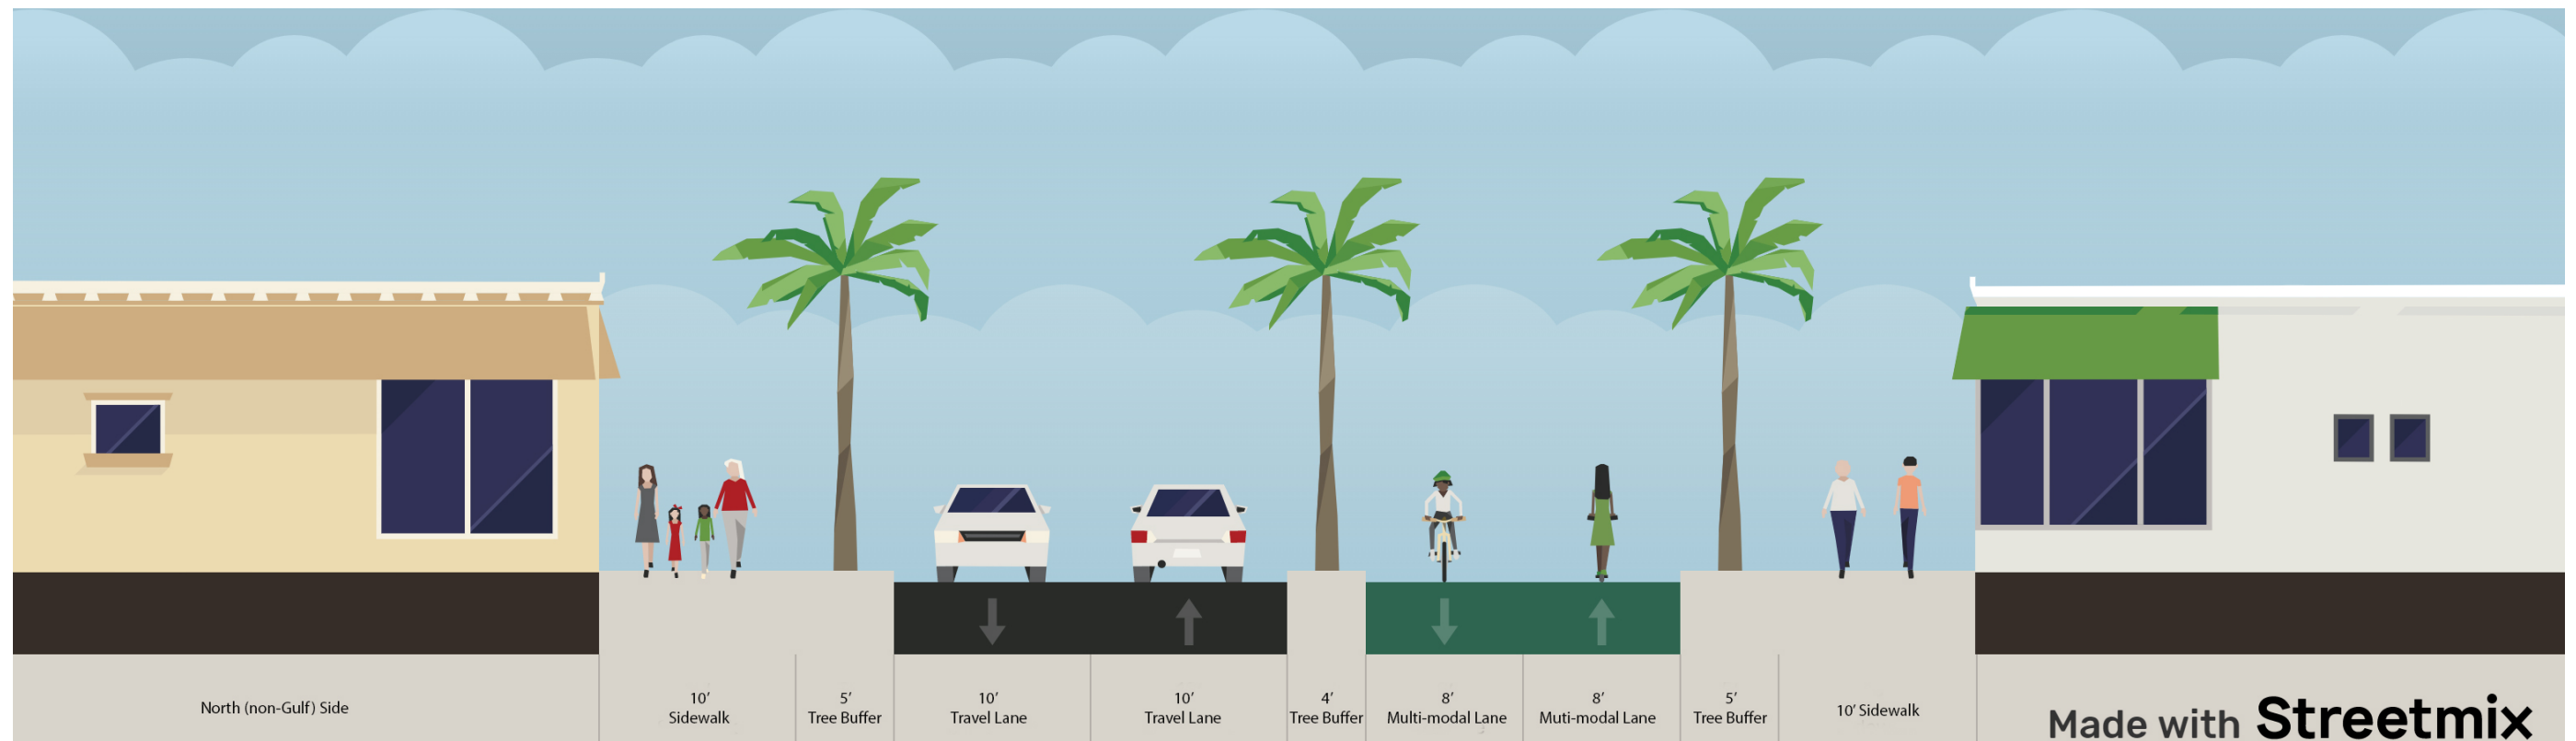 North (non-Gulf) Side
10'
Sidewalk
5'
Tree Buffer
10'
Travel Lane
10'
Travel Lane
4'
Tree Buffer
8'
Multi-modal Lane
8'
Muti-modal Lane
5'
Tree Buffer
10' Sidewalk
Made with Streetmix